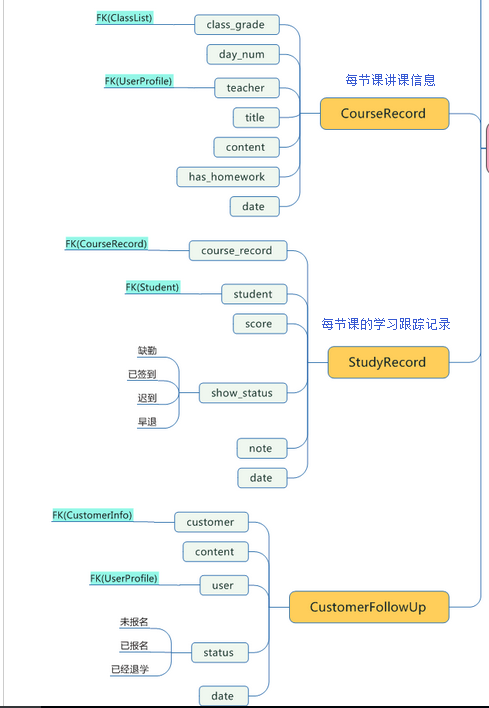 FK(ClassList)
class_grade
day_num
FK(UserProfile)
teacher
每节课讲课信息
title
CourseRecord
content
has_homework
date
FK(CourseRecord)
course_record
FK(Student)
student
score
每节课的学习跟踪记录
缺勤
StudyRecord
已签到
show_status
迟到
早退
note
date
FK(CustomerInfo)
customer
content
FK(UserProfile)
user
CustomerFollowUp
未报名
已报名
status
已经退学
date